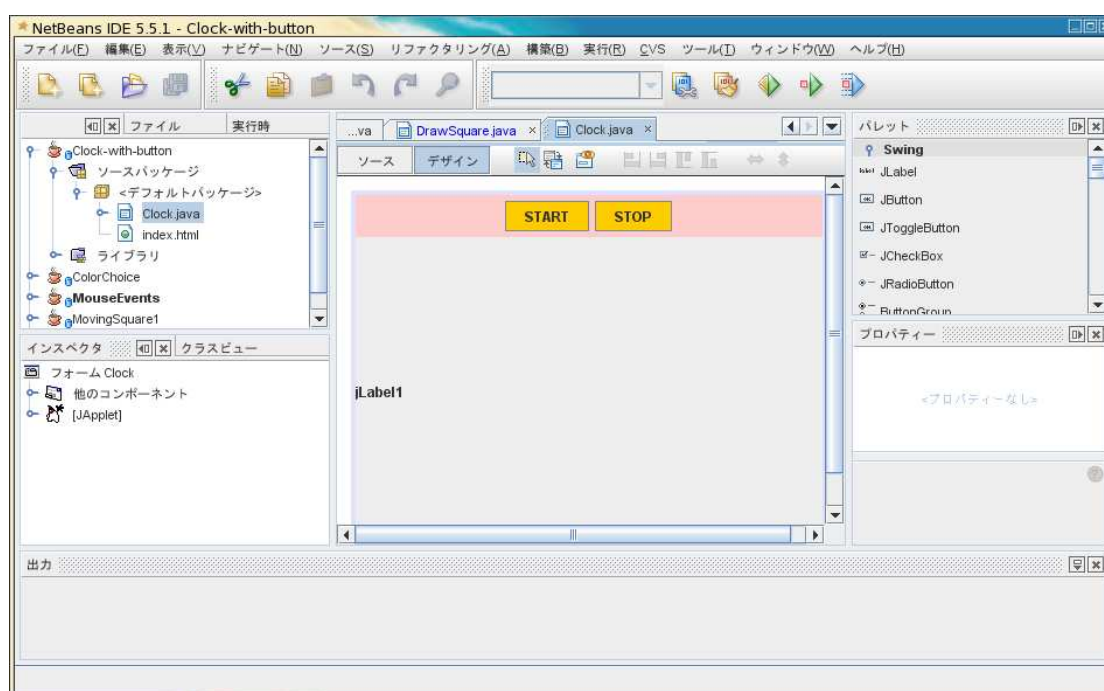 NetBeans IDE 5.5.1 - Clock-with-button
ファイル(F) 編集(E) 表示(V) ナビゲート(N) ソース(S) リファクタリング(A) 構築(B) 実行(R) CVS ツール(T) ウィンドウ(W) ヘルプ(H)
ファイル 実行時
Clock-with-button
ソースパッケージ
<デフォルトパッケージ>
Clock.java
index.html
ライブラリ
ColorChoice
MouseEvents
MovingSquare1
インスペクタ クラスビュー
フォーム Clock
他のコンポーネント
[JApplet]
...va DrawSquare.java Clock.java
ソース デザイン
START STOP
jLabel1
パレット
Swing
JLabel
JButton
JToggleButton
JCheckBox
JRadioButton
ButtonGroup
プロパティー
<プロパティーなし>
出力